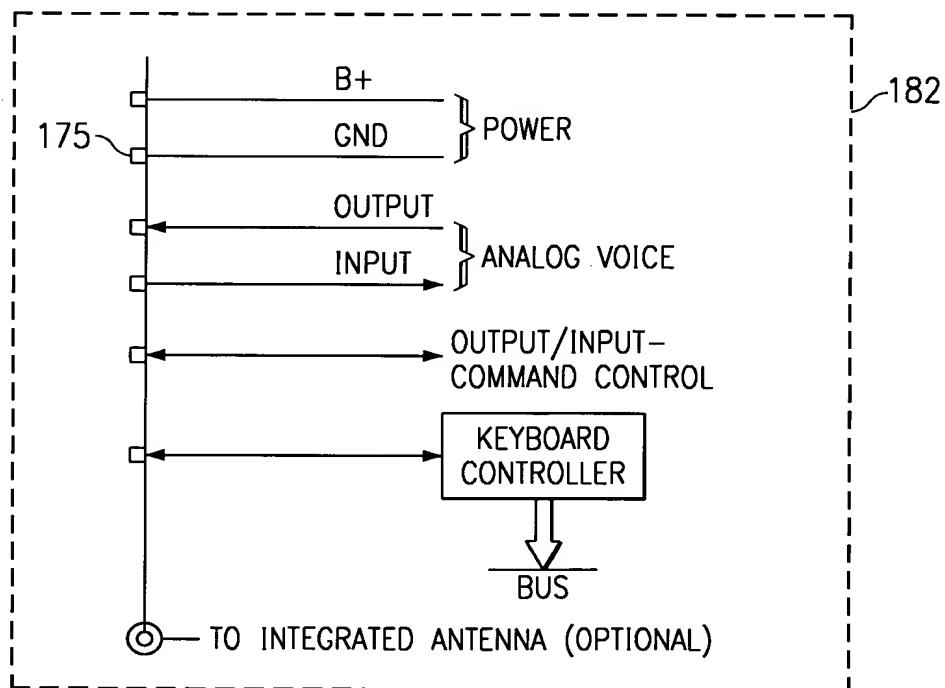 182
B+
POWER
175
GND
OUTPUT
ANALOG VOICE
INPUT
OUTPUT/INPUT-
COMMAND CONTROL
KEYBOARD
CONTROLLER
BUS
TO INTEGRATED ANTENNA (OPTIONAL)